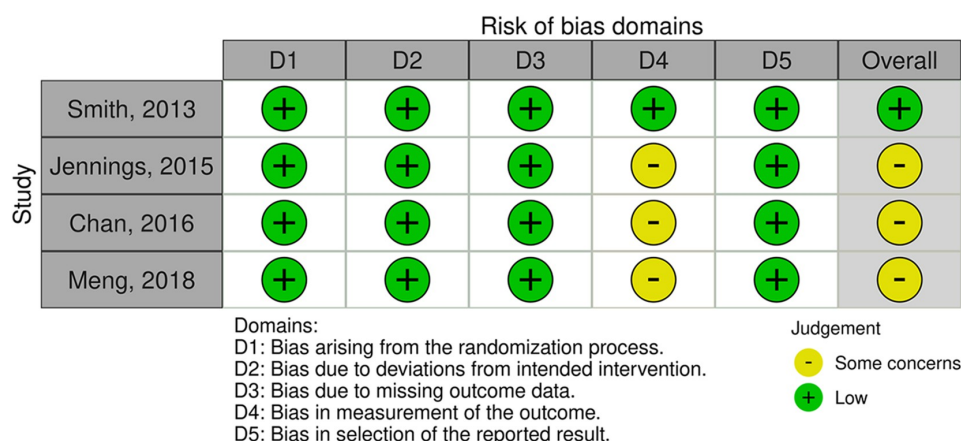 Risk of bias domains
D1 D2 D3 D4 D5 Overall
Study
Smith, 2013 + + + + + +
Jennings, 2015 + + + - + -
Chan, 2016 + + + - + -
Meng, 2018 + + + - + -
Domains:
D1: Bias arising from the randomization process.
D2: Bias due to deviations from intended intervention.
D3: Bias due to missing outcome data.
D4: Bias in measurement of the outcome.
D5: Bias in selection of the reported result.
Judgement
- Some concerns
+ Low